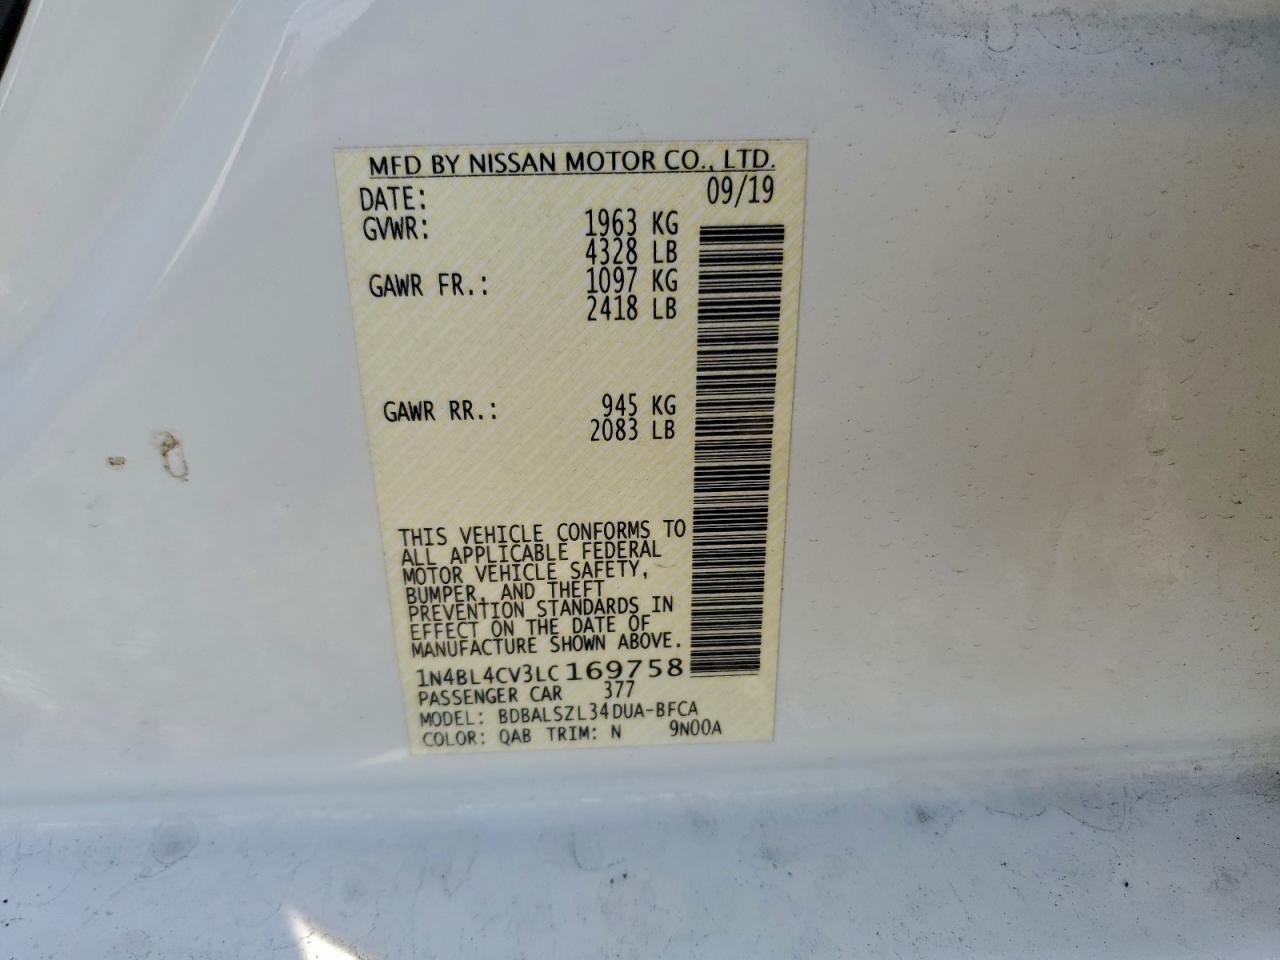 MFD BY NISSAN MOTOR CO., LTD.
DATE: 09/19
GVWR: 1963 KG
4328 LB
GAWR FR.: 1097 KG
2418 LB
GAWR RR.: 945 KG
2083 LB
THIS VEHICLE CONFORMS TO
ALL APPLICABLE FEDERAL
MOTOR VEHICLE SAFETY,
BUMPER, AND THEFT
PREVENTION STANDARDS IN
EFFECT ON THE DATE OF
MANUFACTURE SHOWN ABOVE.
1N4BL4CV3LC169758
PASSENGER CAR 377
MODEL: BDBALSZL34DUA-BFCA
COLOR: QAB TRIM: N 9N00A